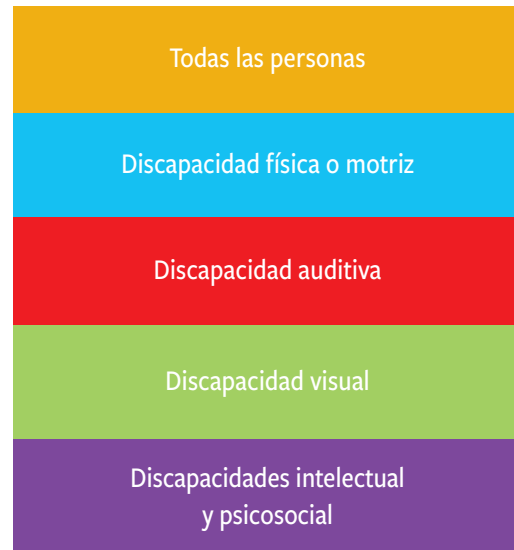 Todas las personas
Discapacidad física o motriz
Discapacidad auditiva
Discapacidad visual
Discapacidades intelectual
y psicosocial